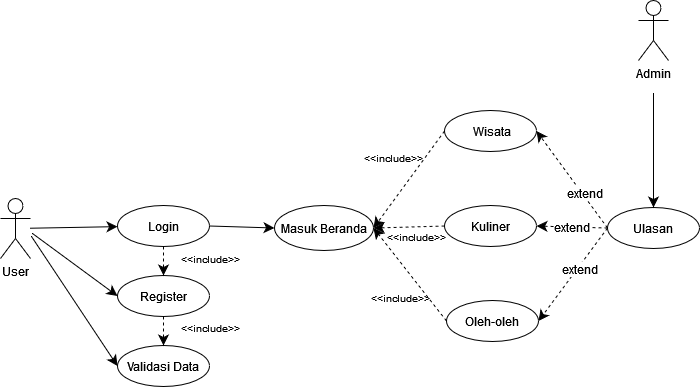 Admin
Wisata
<<include>>
extend
User
Login
Masuk Beranda
Kuliner
<<include>>
extend
Ulasan
<<include>>
extend
Register
<<include>>
Oleh-oleh
<<include>>
Validasi Data